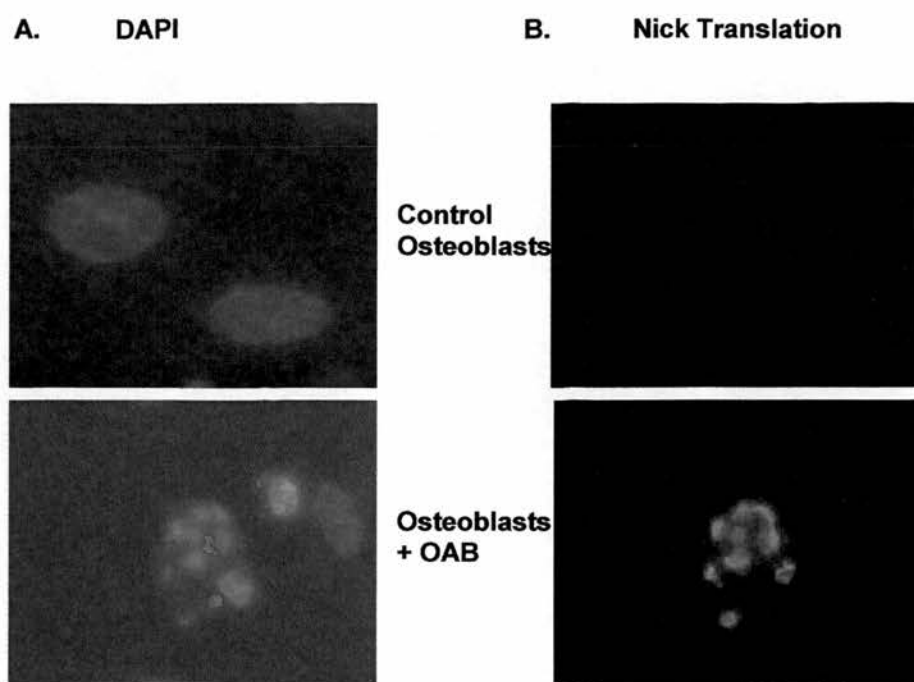 A. DAPI
B. Nick Translation
Control
Osteoblasts
Osteoblasts
+ OAB